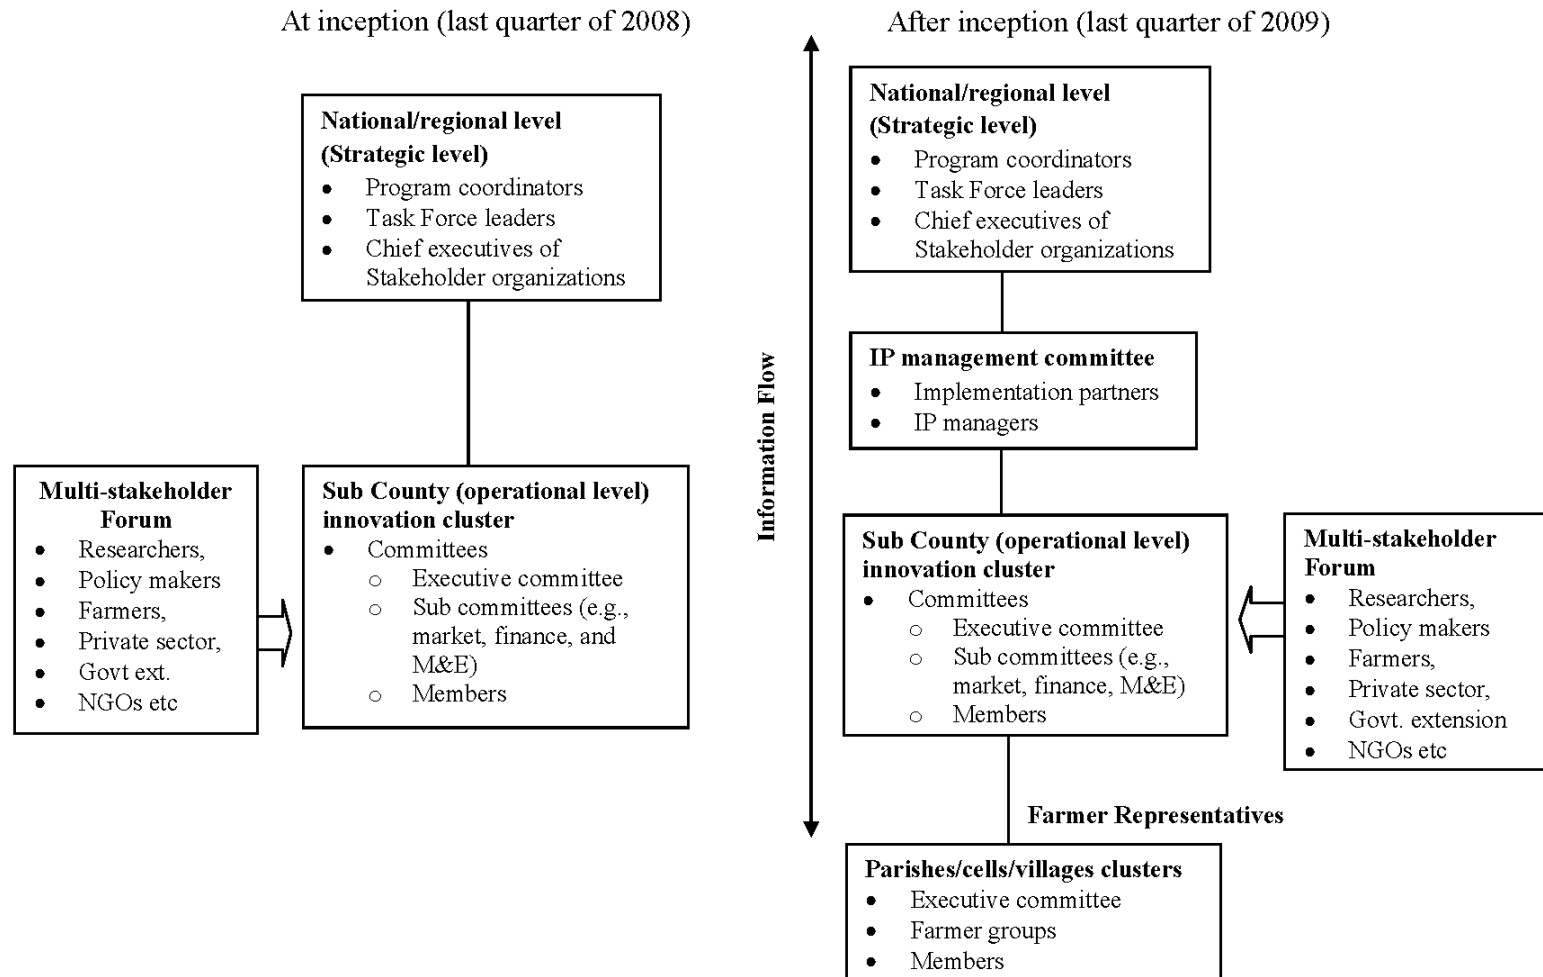 At inception (last quarter of 2008)
National/regional level
(Strategic level)
• Program coordinators
• Task Force leaders
• Chief executives of
Stakeholder organizations
Multi-stakeholder
Forum
• Researchers,
• Policy makers
• Farmers,
• Private sector,
• Govt ext.
• NGOs etc
Sub County (operational level)
innovation cluster
• Committees
o Executive committee
o Sub committees (e.g.,
market, finance, and
M&E)
o Members
After inception (last quarter of 2009)
Information Flow
National/regional level
(Strategic level)
• Program coordinators
• Task Force leaders
• Chief executives of
Stakeholder organizations
IP management committee
• Implementation partners
• IP managers
Sub County (operational level)
innovation cluster
• Committees
o Executive committee
o Sub committees (e.g.,
market, finance, M&E)
o Members
Multi-stakeholder
Forum
• Researchers,
• Policy makers
• Farmers,
• Private sector,
• Govt. extension
• NGOs etc
Farmer Representatives
Parishes/cells/villages clusters
• Executive committee
• Farmer groups
• Members